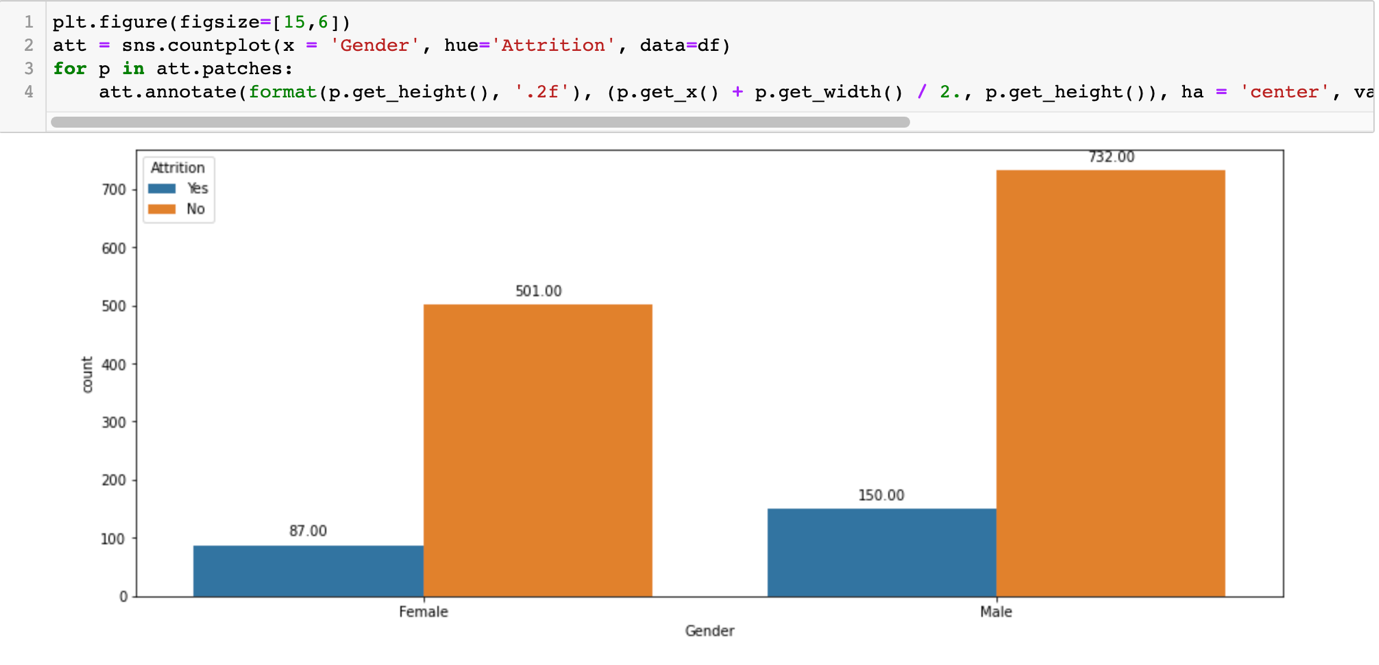 1 plt.figure(figsize=[15,6])
2 att = sns.countplot(x = 'Gender', hue='Attrition', data=df)
3 for p in att.patches:
4 att.annotate(format(p.get_height(), '.2f'), (p.get_x() + p.get_width() / 2., p.get_height()), ha = 'center', va
732.00
Attrition
Yes
No
700
600
501.00
500
400
count
300
200
150.00
87.00
100
0
Female Male
Gender